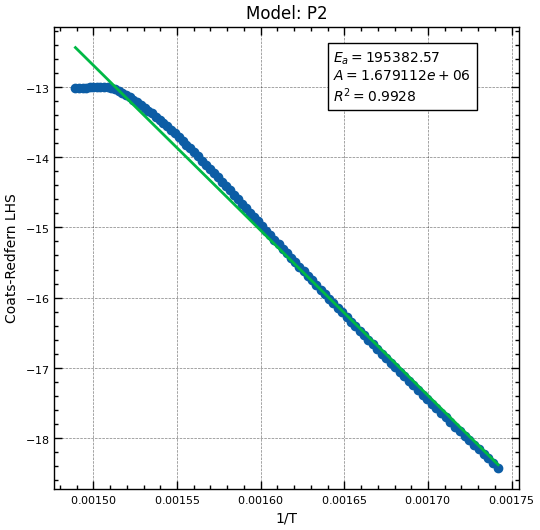 Model: P2
E_a = 195382.57
A = 1.679112e + 06
R² = 0.9928
Coats-Redfern LHS
−13
−14
−15
−16
−17
−18
0.00150 0.00155 0.00160 0.00165 0.00170 0.00175
1/T